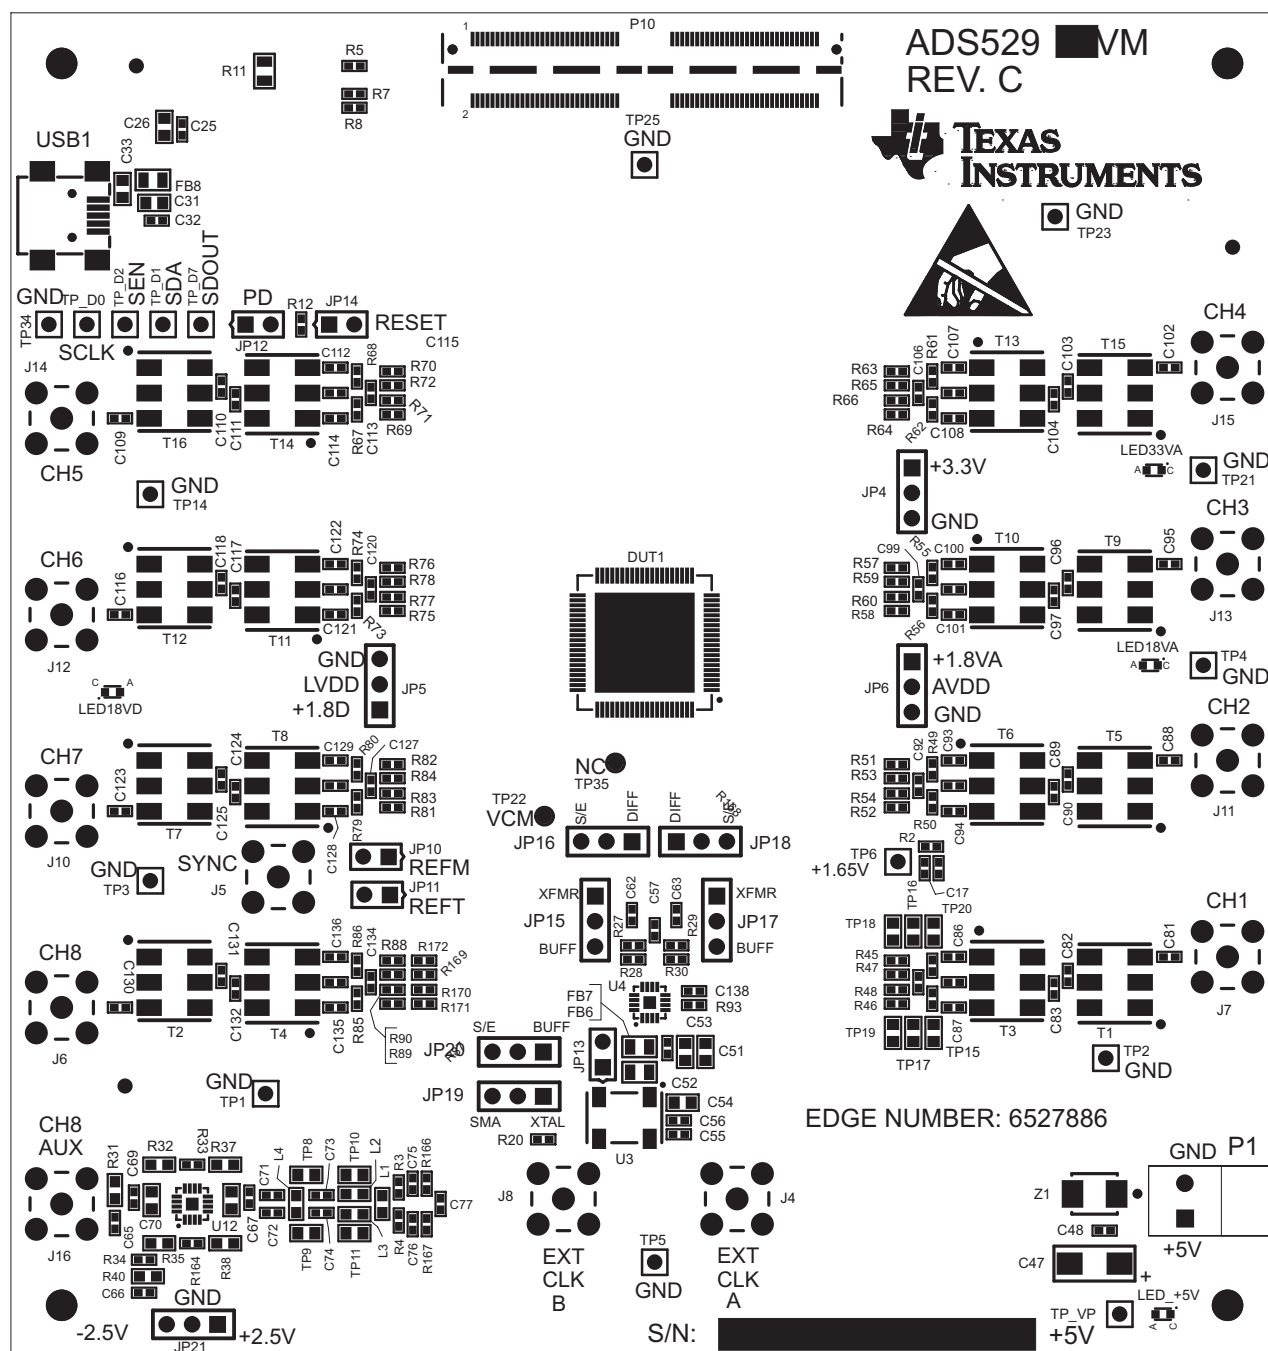 P10
1
2
TP25
GND
ADS529 VM
REV. C
TEXAS
INSTRUMENTS
GND
TP23
R5
R11
R7
R8
C26
C25
USB1
C33
FB8
C31
C32
TP_D2
SEN
TP_D1
SDA
TP_D7
SDOUT
GND
TP34
TP_D0
SCLK
PD
JP12
R12
JP14
RESET
C115
J14
CH5
C109
T16
C110
C111
T14
C112
R68
C114
R67
C113
R70
R72
R71
R69
GND
TP14
CH4
J15
C102
T15
C103
C104
T13
C107
R61
C106
C108
R62
R63
R65
R66
R64
LED33VA
A C
GND
TP21
JP4
+3.3V
GND
CH6
J12
C116
T12
C118
C117
T11
C122
R74
C120
C121
R73
R76
R78
R77
R75
GND
LVDD
+1.8D
JP5
C A
LED18VD
DUT1
CH3
J13
C95
T9
C96
C97
T10
C100
R55
C99
C101
R56
R57
R59
R60
R58
LED18VA
A C
TP4
GND
JP6
+1.8VA
AVDD
GND
CH7
J10
C123
T7
C124
C125
T8
C129
R80
C127
R79
C128
R82
R84
R83
R81
GND
TP3
SYNC
J5
JP10
REFM
JP11
REFT
NC
TP35
TP22
VCM
S/E
DIFF
JP16
DIFF
S/E
R168
JP18
XFMR
JP15
BUFF
C62
C57
C63
R27
R28
R29
R30
XFMR
JP17
BUFF
CH2
J11
C88
T5
C89
C90
T6
C93
R49
C92
C94
R50
R51
R53
R54
R52
R2
C17
TP6
+1.65V
TP16
TP18
TP20
CH8
J6
C130
T2
C131
C132
T4
C136
R86
C134
C135
R85
R88
R172
R169
R170
R171
R90
R89
R87
U4
C138
R93
FB7
FB6
C53
C51
C52
JP13
C54
C56
C55
U3
S/E
BUFF
JP20
JP19
SMA
XTAL
R20
CH1
J7
C81
T1
C82
C83
T3
C86
C87
R45
R47
R48
R46
TP19
TP17
TP15
TP2
GND
GND
TP1
EDGE NUMBER: 6527886
CH8
AUX
J16
R31
R32
R33
R37
C69
C70
C65
U12
C67
R34
R35
R164
R38
R40
C66
C71
C72
L4
TP8
C73
C74
TP9
TP10
L2
L1
L3
TP11
R3
R4
C75
C76
R166
R167
C77
J8
EXT
CLK
B
TP5
GND
J4
EXT
CLK
A
GND
P1
+5V
Z1
C48
C47
+
TP_VP
LED_+5V
A C
+5V
GND
-2.5V
+2.5V
JP21
S/N: